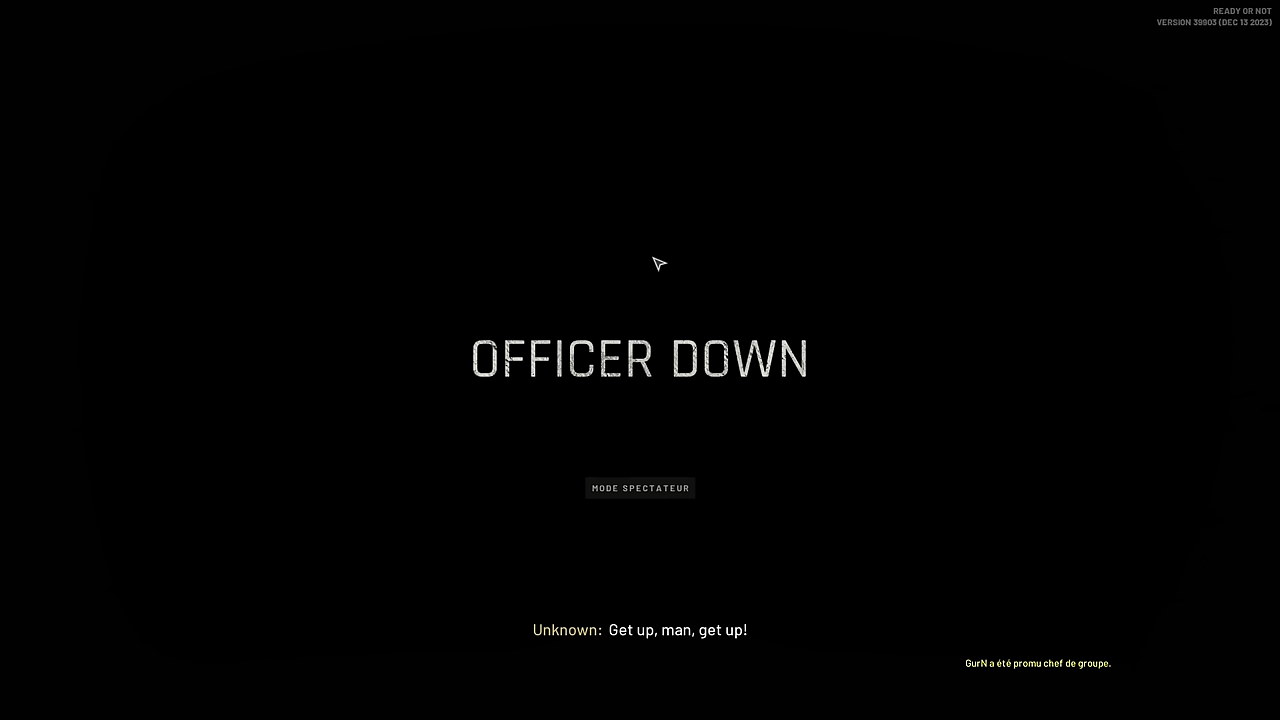 READY OR NOT
VERSION 39903 (DEC 13 2023)
OFFICER DOWN
MODE SPECTATEUR
Unknown: Get up, man, get up!
GurN a été promu chef de groupe.